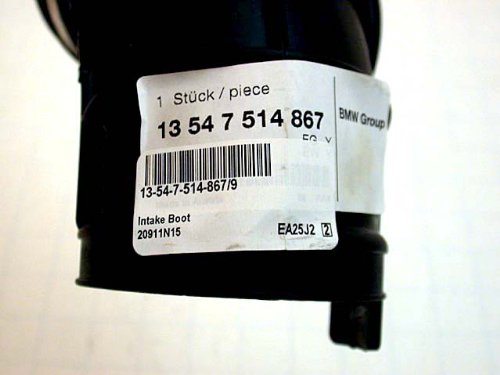 1 Stück / piece
13 54 7 514 867
BMW Group
13-54-7-514-867/9
Intake Boot
20911N15
EA25J2 2